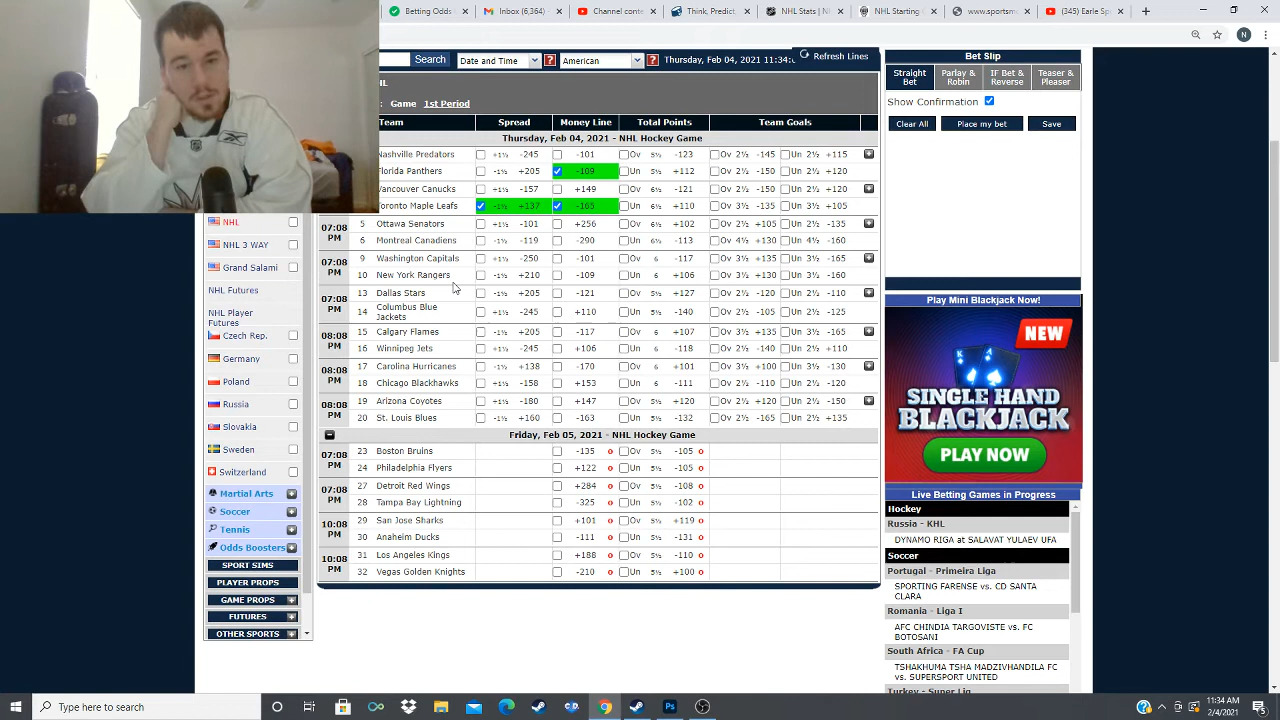 Betting Odds Inbox (6,364) Channel cont Think, Predict NHL Stats | N NHL Starting www.sportsm (345) Earle Sp
Search Date and Time American Thursday, Feb 04, 2021 11:34: Refresh Lines
N
Game 1st Period
Team Spread Money Line Total Points Team Goals
Thursday, Feb 04, 2021 - NHL Hockey Game
Nashville Predators +1½ -245 -101 Ov 5½ -123 Ov 2½ -145 Un 2½ +115
Florida Panthers -1½ +205 -109 Un 5½ +112 Ov 2½ -150 Un 2½ +120
Vancouver Canucks +1½ -157 +149 Ov 6½ -121 Ov 2½ -150 Un 2½ +120
Toronto Maple Leafs -1½ +137 -165 Un 6½ +110 Ov 3½ -135 Un 3½ +105
07:08 PM
5 Ottawa Senators +1½ -101 +256 Ov 6½ +102 Ov 2½ -105 Un 2½ -125
6 Montreal Canadiens -1½ -119 -290 Un 6½ -113 Ov 4½ +130 Un 4½ -160
07:08 PM
9 Washington Capitals +1½ -250 -101 Ov 6 -117 Ov 3½ +135 Un 3½ -165
10 New York Rangers -1½ +210 -109 Un 6 +106 Ov 3½ +130 Un 3½ -160
07:08 PM
13 Dallas Stars -1½ +205 -121 Ov 5½ +127 Ov 2½ -120 Un 2½ -110
14 Columbus Blue Jackets +1½ -245 +110 Un 5½ -140 Ov 2½ -105 Un 2½ -125
08:08 PM
15 Calgary Flames -1½ +205 -117 Ov 6 +107 Ov 3½ +135 Un 3½ -165
16 Winnipeg Jets +1½ -245 +106 Un 6 -118 Ov 2½ -140 Un 2½ +110
08:08 PM
17 Carolina Hurricanes -1½ +138 -170 Ov 6 +101 Ov 3½ +100 Un 3½ -130
18 Chicago Blackhawks +1½ -158 +153 Un 6 -111 Ov 2½ -110 Un 2½ -120
08:08 PM
19 Arizona Coyotes +1½ -180 +147 Ov 5½ +120 Ov 2½ +120 Un 2½ -150
20 St. Louis Blues -1½ +160 -163 Un 5½ -132 Ov 2½ -165 Un 2½ +135
Friday, Feb 05, 2021 - NHL Hockey Game
07:08 PM
23 Boston Bruins -135 o Ov 5½ -105 o
24 Philadelphia Flyers +122 o Un 5½ -105 o
07:08 PM
27 Detroit Red Wings +284 o Ov 5½ -108 o
28 Tampa Bay Lightning -325 o Un 5½ -102 o
10:08 PM
29 San Jose Sharks +101 o Ov 5½ +119 o
30 Anaheim Ducks -111 o Un 5½ -131 o
10:08 PM
31 Los Angeles Kings +188 o Ov 5½ -110 o
32 Vegas Golden Knights -210 o Un 5½ +100 o
NHL
NHL 3 WAY
Grand Salami
NHL Futures
NHL Player
Futures
Czech Rep.
Germany
Poland
Russia
Slovakia
Sweden
Switzerland
Martial Arts
Soccer
Tennis
Odds Boosters
SPORT SIMS
PLAYER PROPS
GAME PROPS
FUTURES
OTHER SPORTS
Bet Slip
Straight Bet Parlay & Robin IF Bet & Reverse Teaser & Pleaser
Show Confirmation
Clear All Place my bet Save
Play Mini Blackjack Now!
NEW
SINGLE HAND
BLACKJACK
PLAY NOW
Live Betting Games in Progress
Hockey
Russia - KHL
DYNAMO RIGA at SALAVAT YULAEV UFA
Soccer
Portugal - Primeira Liga
SPORTING FARENSE vs. CD SANTA
CLARA
Romania - Liga I
AFC CHINDIA TARGOVISTE vs. FC
BOTOSANI
South Africa - FA Cup
TSHAKHUMA TSHA MADZIVHANDILA FC
vs. SUPERSPORT UNITED
Turkey - Super Lig
Type here to search
11:34 AM
2/4/2021